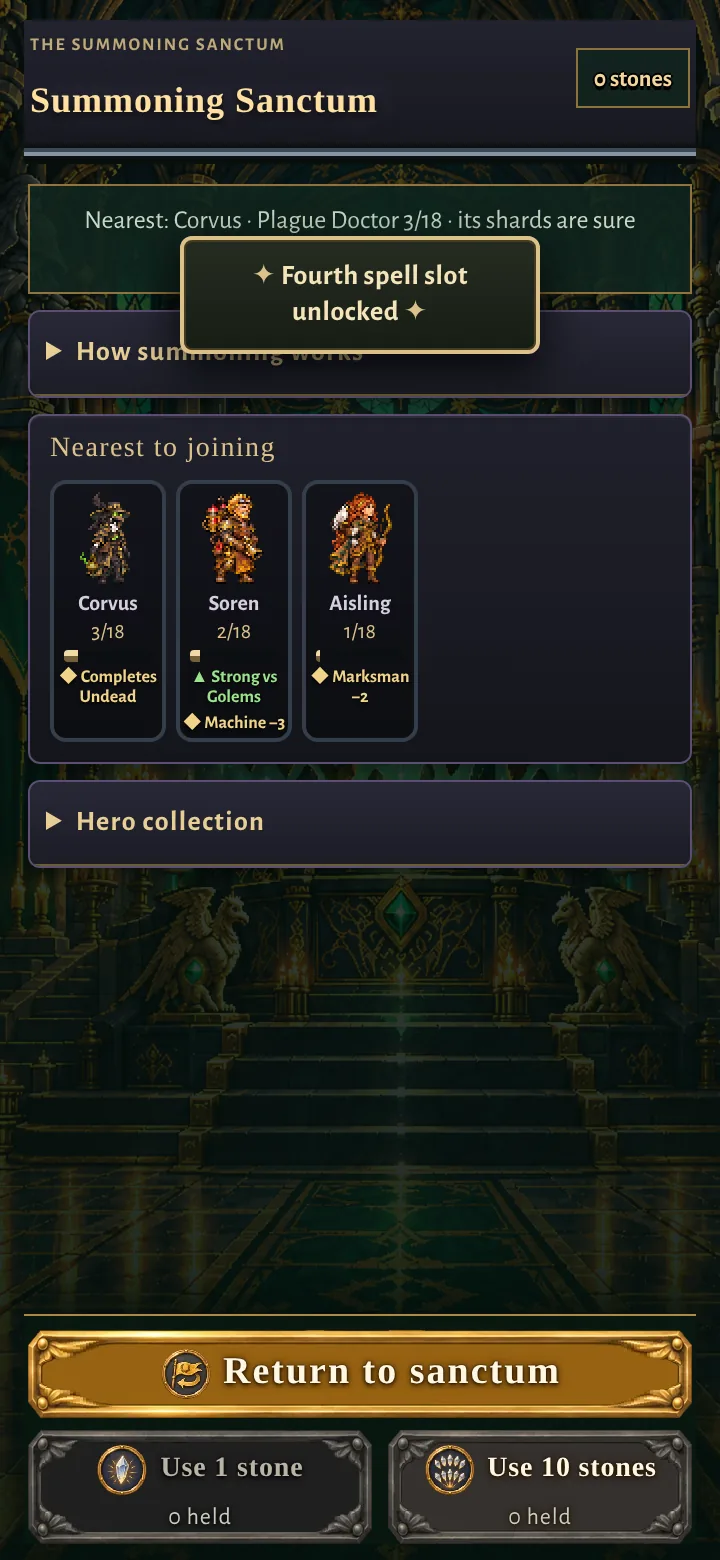 THE SUMMONING SANCTUM
Summoning Sanctum
0 stones
Nearest: Corvus · Plague Doctor 3/18 · its shards are sure
✦ Fourth spell slot
unlocked ✦
▶ How summoning works
Nearest to joining
Corvus
3/18
◆ Completes
Undead
Soren
2/18
▲ Strong vs
Golems
◆ Machine –3
Aisling
1/18
◆ Marksman
–2
▶ Hero collection
Return to sanctum
Use 1 stone
0 held
Use 10 stones
0 held